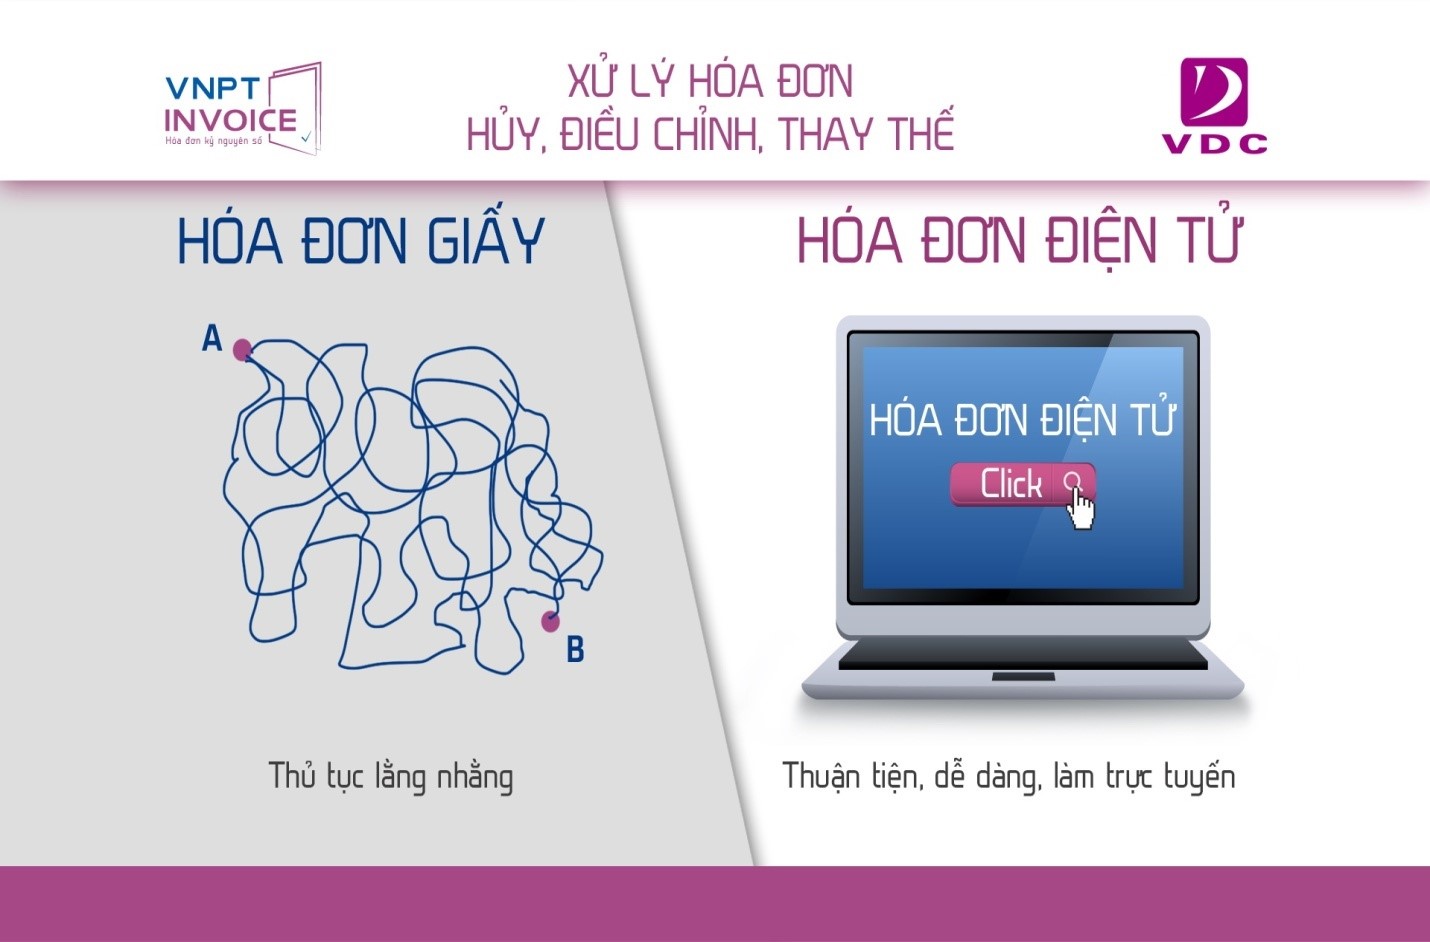 VNPT
INVOICE
Hóa đơn kỷ nguyên số
XỬ LÝ HÓA ĐƠN
HỦY, ĐIỀU CHỈNH, THAY THẾ
VDC
HÓA ĐƠN GIẤY
A
B
Thủ tục lằng nhằng
HÓA ĐƠN ĐIỆN TỬ
HÓA ĐƠN ĐIỆN TỬ
Click
Thuận tiện, dễ dàng, làm trực tuyến